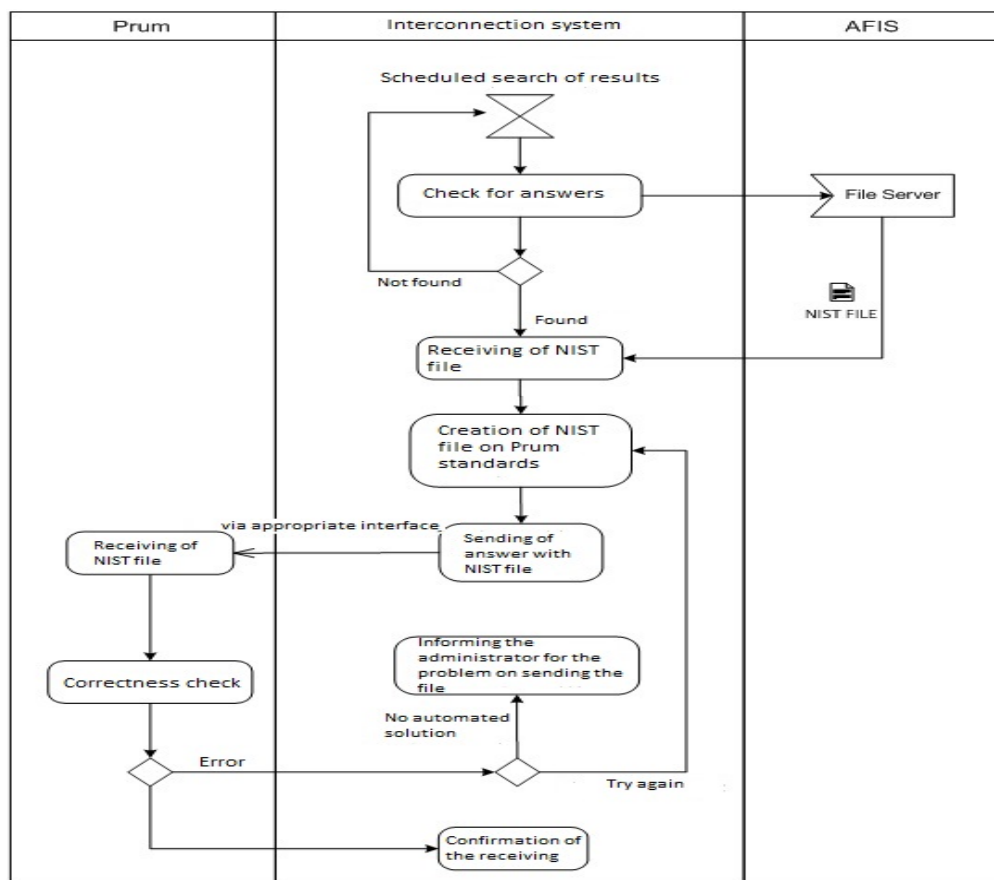 Prum
Interconnection system
AFIS
Scheduled search of results
Check for answers
File Server
Not found
NIST FILE
Found
Receiving of NIST
file
Creation of NIST
file on Prum
standards
via appropriate interface
Receiving of
NIST file
Sending of
answer with
NIST file
Informing the
administrator for the
problem on sending the
file
Correctness check
No automated
solution
Error
Try again
Confirmation of
the receiving